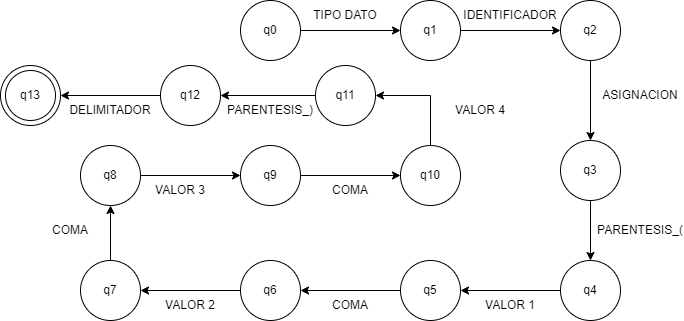 q0
TIPO DATO
q1
IDENTIFICADOR
q2
ASIGNACION
q3
PARENTESIS_(
q4
VALOR 1
q5
COMA
q6
VALOR 2
q7
COMA
q8
VALOR 3
q9
COMA
q10
VALOR 4
q11
PARENTESIS_)
q12
DELIMITADOR
q13